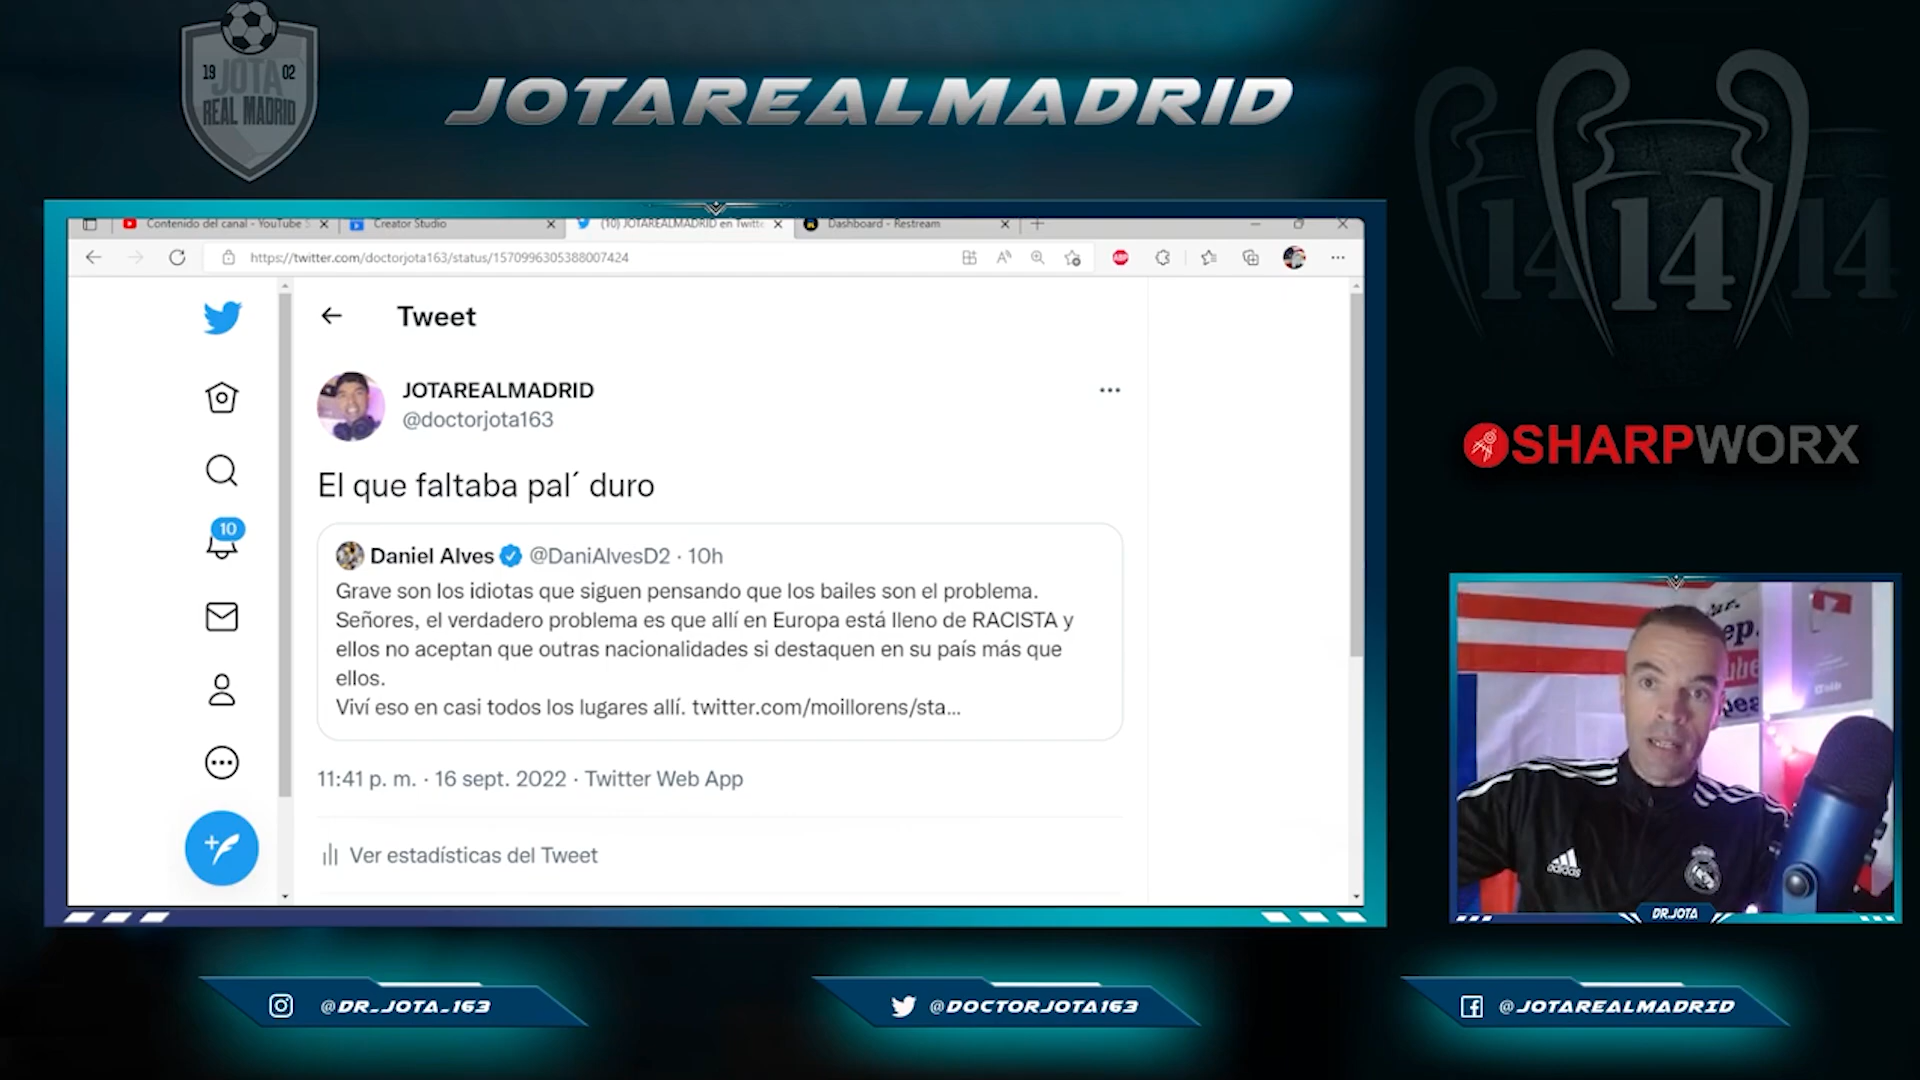 19 JOTA 02
REAL MADRID
JOTAREALMADRID
14 14 14
Contenido del canal - YouTube S
Creator Studio
(10) JOTAREALMADRID en Twitte
Dashboard - Restream
https://twitter.com/doctorjota163/status/1570996305388007424
ABP
Tweet
JOTAREALMADRID
@doctorjota163
10
El que faltaba pal´ duro
Daniel Alves @DaniAlvesD2 · 10h
Grave son los idiotas que siguen pensando que los bailes son el problema.
Señores, el verdadero problema es que allí en Europa está lleno de RACISTA y
ellos no aceptan que outras nacionalidades si destaquen en su país más que
ellos.
Viví eso en casi todos los lugares allí. twitter.com/moillorens/sta...
11:41 p. m. · 16 sept. 2022 · Twitter Web App
Ver estadísticas del Tweet
SHARPWORX
adidas
DR.JOTA
@DR_JOTA_163
@DOCTORJOTA163
@JOTAREALMADRID